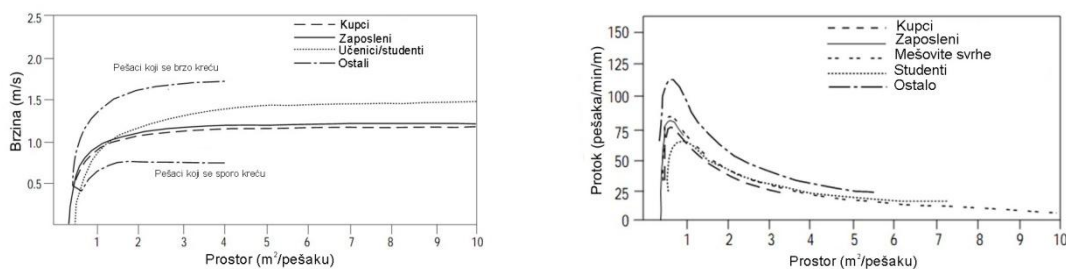 2.5
2.0
1.5
1.0
0.5
Brzina (m/s)
Kupci
Zaposleni
Učenici/studenti
Ostali
Pešaci koji se brzo kreću
Pešaci koji se sporo kreću
1 2 3 4 5 6 7 8 9 10
Prostor (m²/pešaku)
150
125
100
75
50
25
0
Protok (pešaka/min/m)
Kupci
Zaposleni
Mešovite svrhe
Studenti
Ostalo
1 2 3 4 5 6 7 8 9 10
Prostor (m²/pešaku)